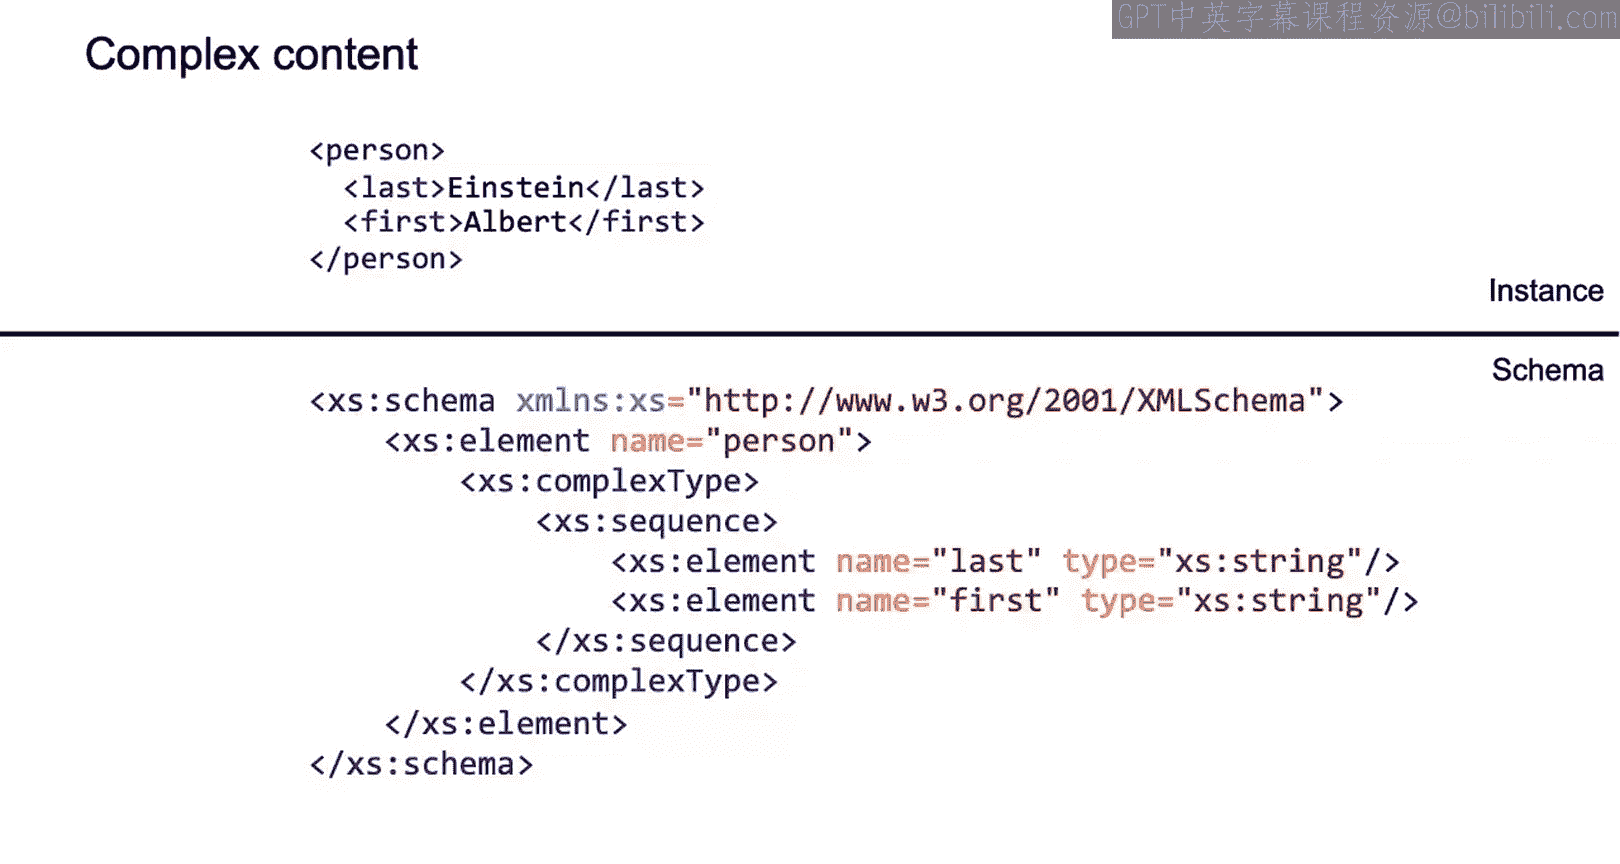 GPT中英字幕课程资源@bilibili.com
Complex content
<person>
  <last>Einstein</last>
  <first>Albert</first>
</person>
Instance
Schema
<xs:schema xmlns:xs="http://www.w3.org/2001/XMLSchema">
    <xs:element name="person">
        <xs:complexType>
            <xs:sequence>
                <xs:element name="last" type="xs:string"/>
                <xs:element name="first" type="xs:string"/>
            </xs:sequence>
        </xs:complexType>
    </xs:element>
</xs:schema>